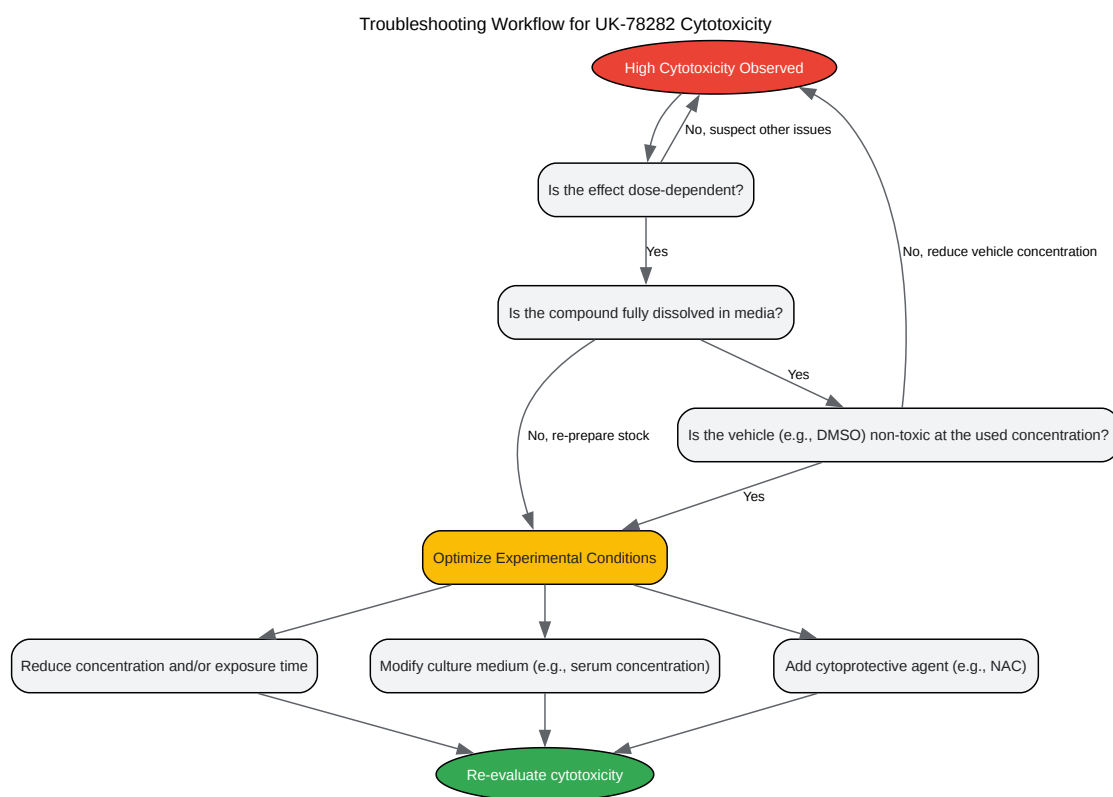 Troubleshooting Workflow for UK-78282 Cytotoxicity
High Cytotoxicity Observed
No, suspect other issues
Is the effect dose-dependent?
Yes
No, reduce vehicle concentration
Is the compound fully dissolved in media?
Yes
No, re-prepare stock
Is the vehicle (e.g., DMSO) non-toxic at the used concentration?
Yes
Optimize Experimental Conditions
Reduce concentration and/or exposure time
Modify culture medium (e.g., serum concentration)
Add cytoprotective agent (e.g., NAC)
Re-evaluate cytotoxicity